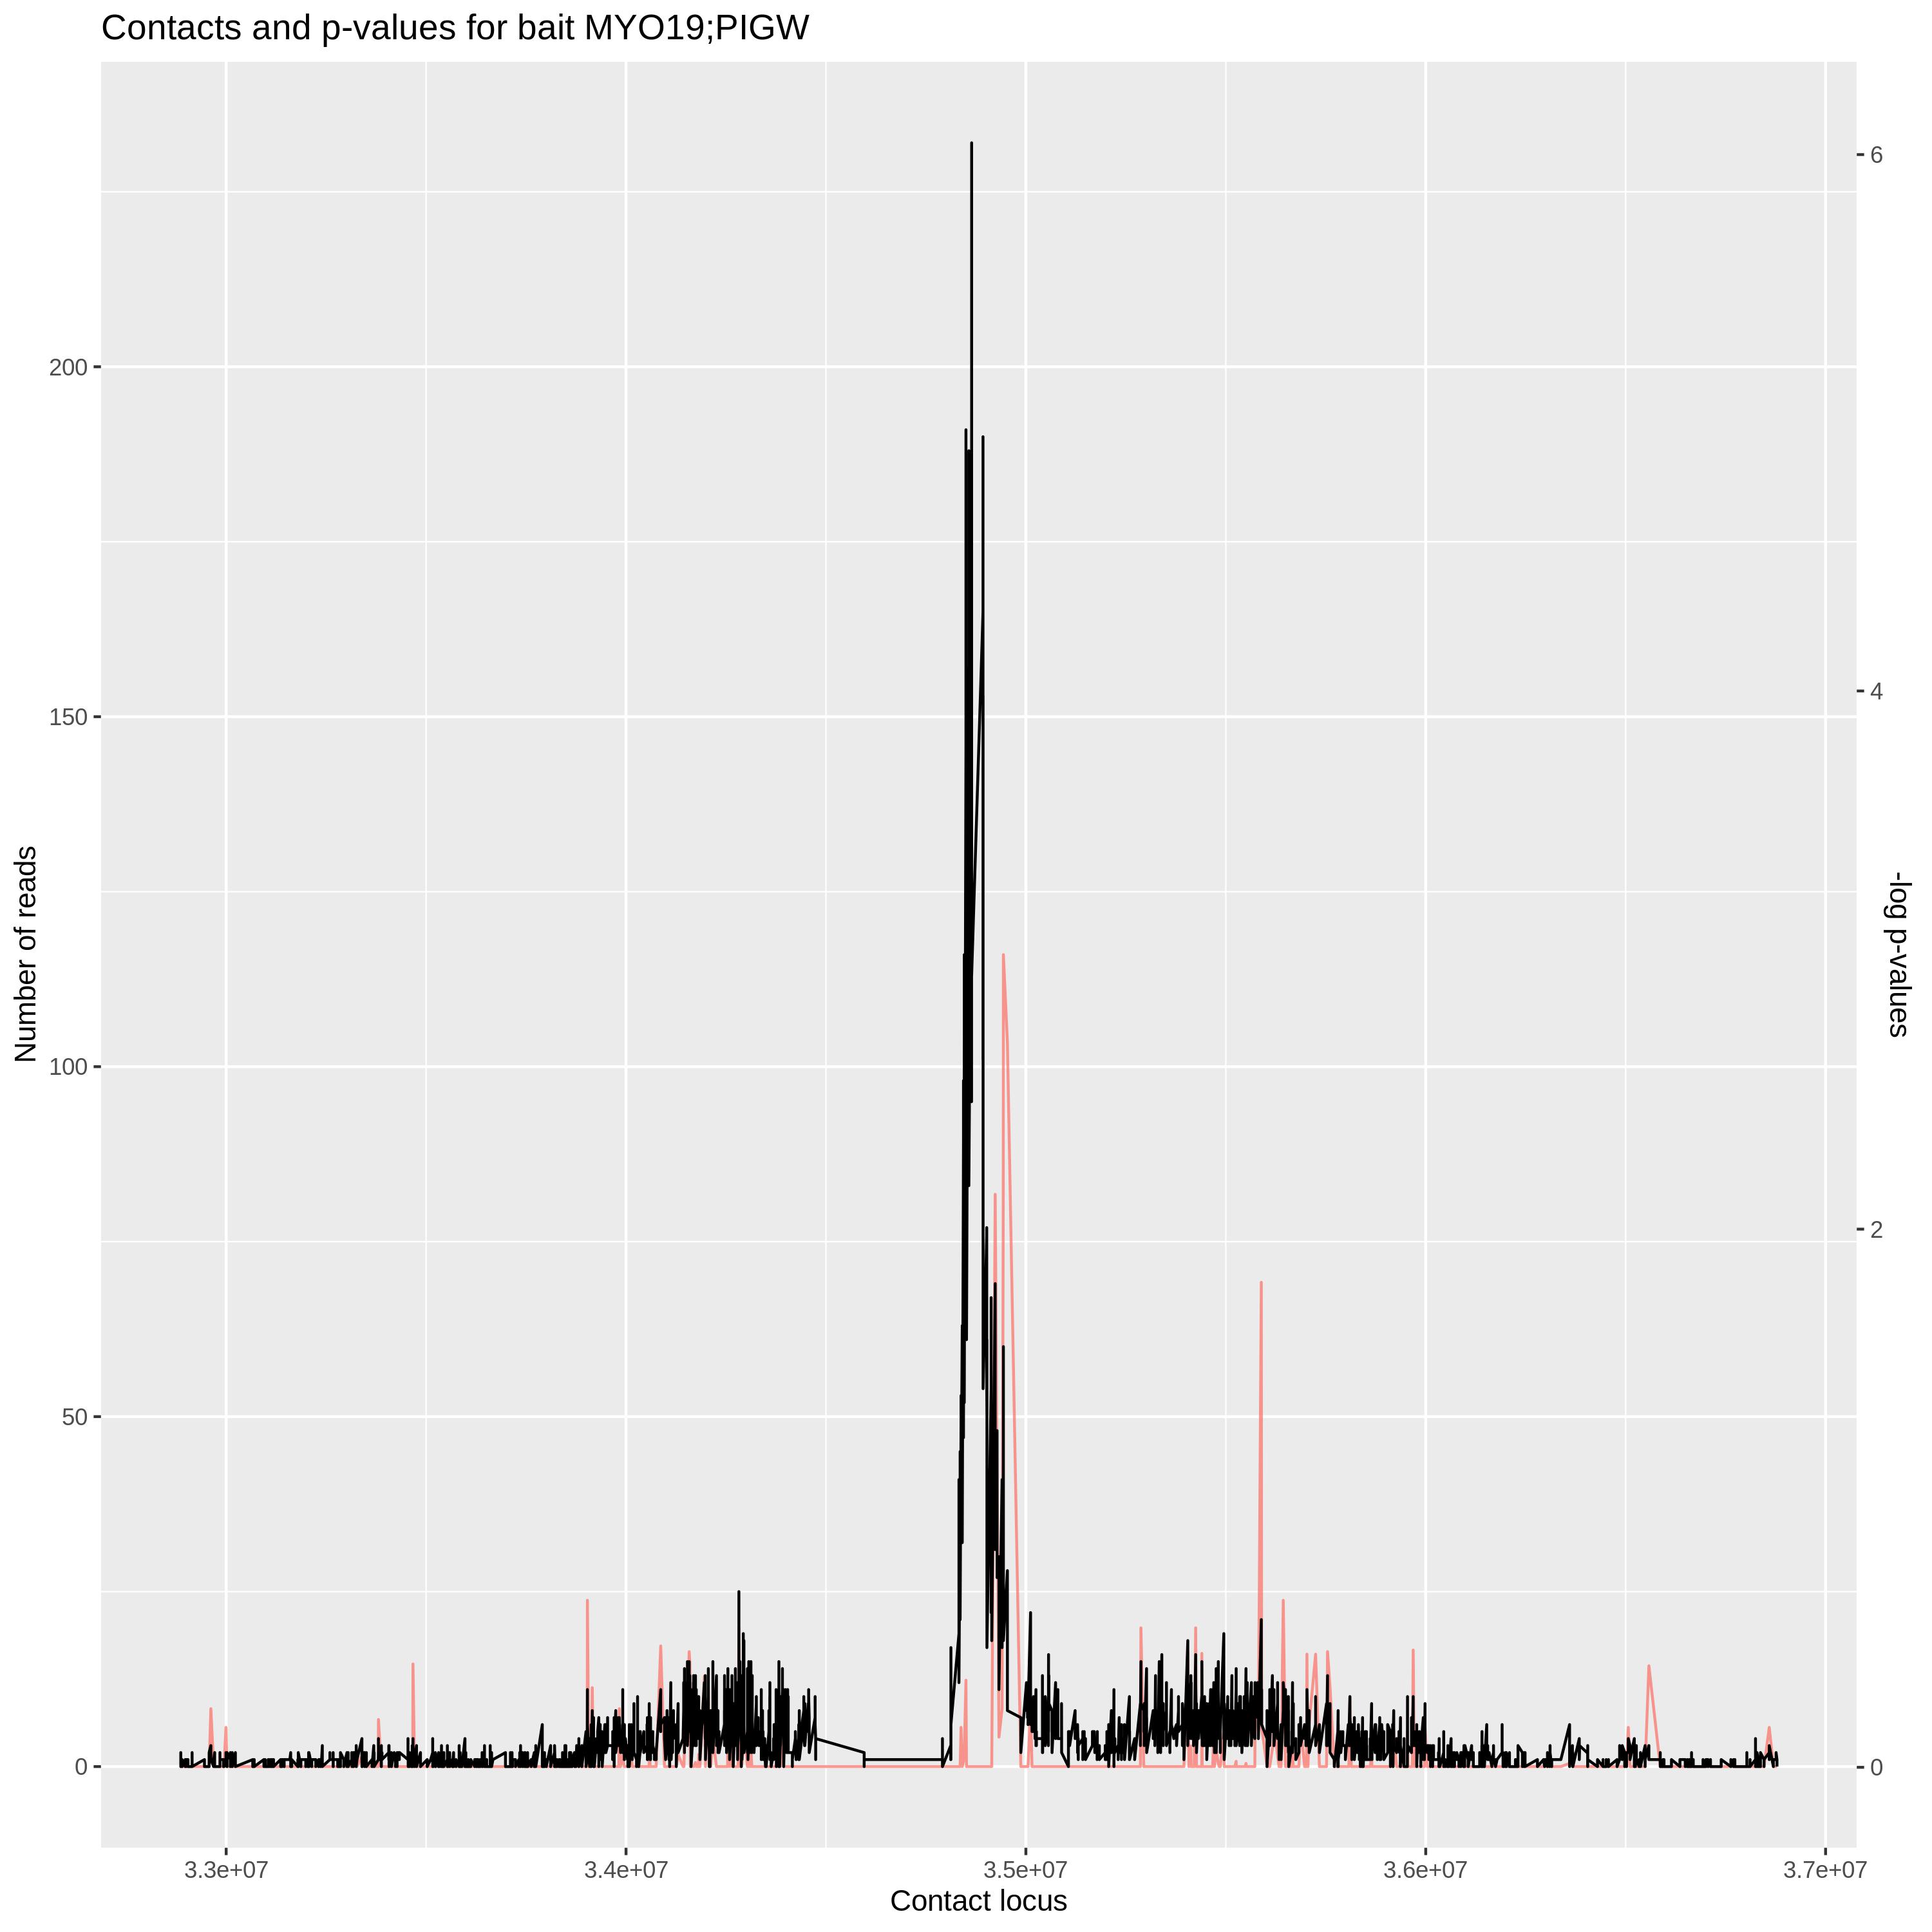 Contacts and p-values for bait MYO19;PIGW
Number of reads
200
150
100
50
0
6
4
2
0
-log p-values
3.3e+07
3.4e+07
3.5e+07
3.6e+07
3.7e+07
Contact locus